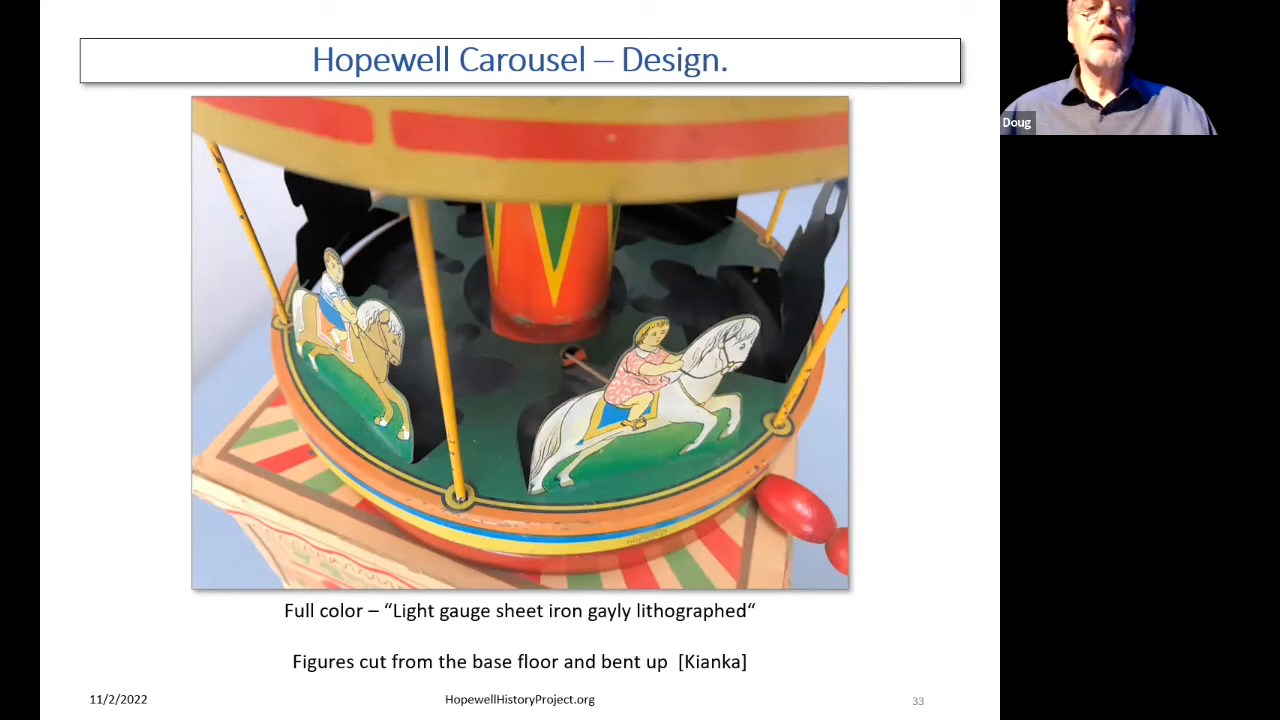 Hopewell Carousel – Design.
Doug
Full color – “Light gauge sheet iron gayly lithographed“
Figures cut from the base floor and bent up [Kianka]
11/2/2022
HopewellHistoryProject.org
33